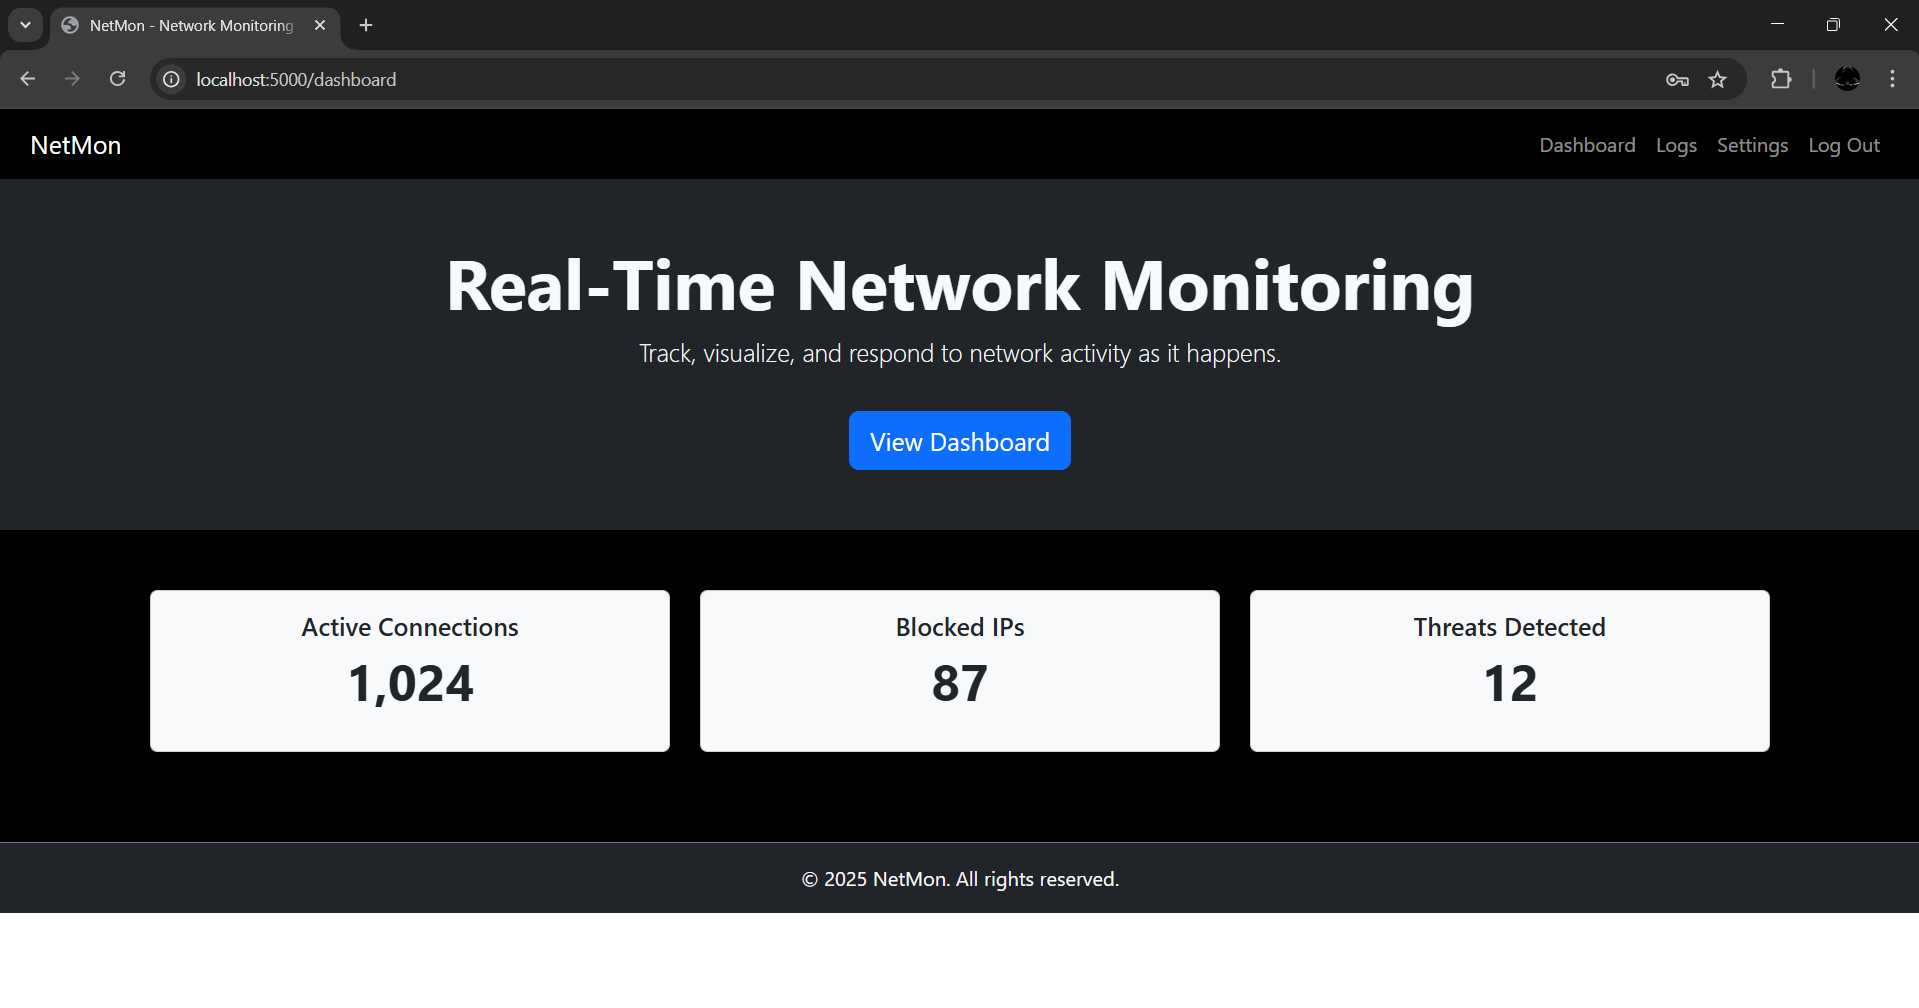 NetMon - Network Monitoring
localhost:5000/dashboard
NetMon
Dashboard Logs Settings Log Out
Real-Time Network Monitoring
Track, visualize, and respond to network activity as it happens.
View Dashboard
Active Connections
1,024
Blocked IPs
87
Threats Detected
12
© 2025 NetMon. All rights reserved.